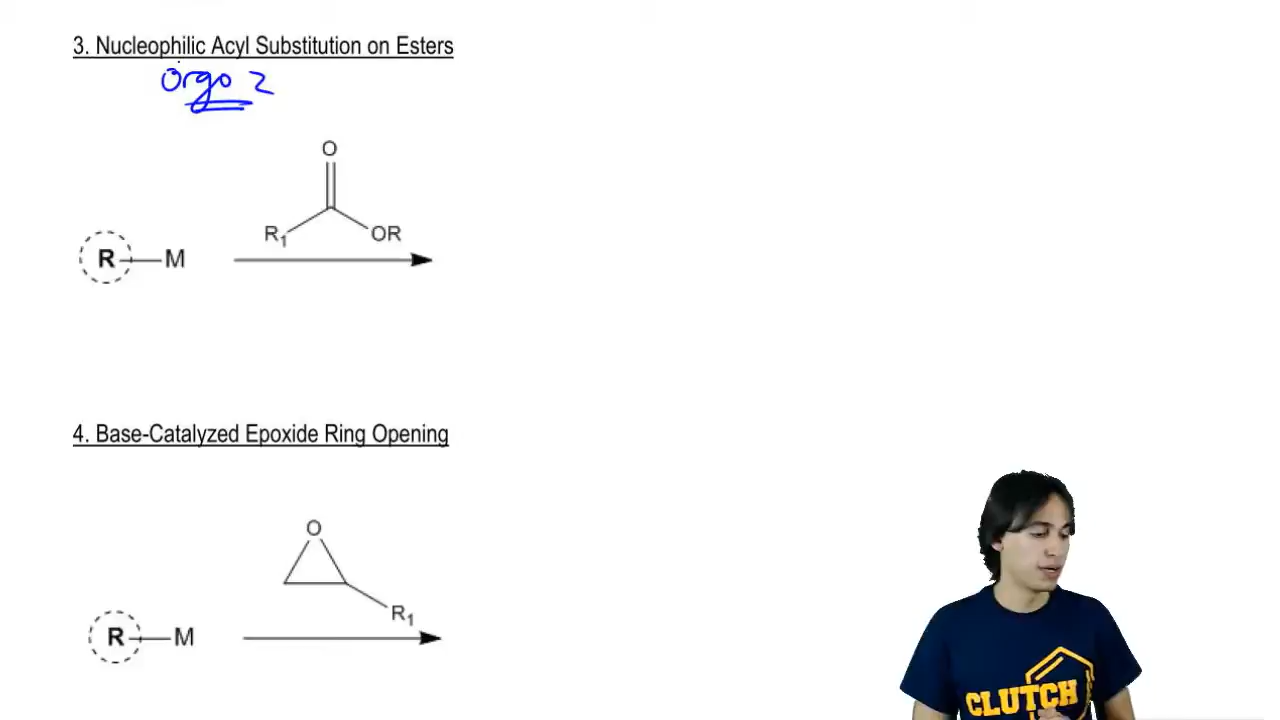 3. Nucleophilic Acyl Substitution on Esters
Orgo 2
O
R1
OR
R—M
4. Base-Catalyzed Epoxide Ring Opening
O
R1
R—M
CLUTCH